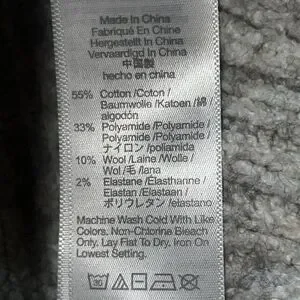 Made In China
Fabriqué En Chine
Hergestellt In China
Vervaardigd In China
中国製
hecho en china
55% Cotton /Coton /
Baumwolle /Katoen /綿 /
algodón
33% Polyamide /Polyamide /
Polyamid /Polyamide /
ナイロン /poliamida
10% Wool /Laine /Wolle /
Wol /毛 /lana
2% Elastane /Élasthanne /
Elastan /Elastaan /
ポリウレタン /elastano
Machine Wash Cold With Like
Colors. Non-Chlorine Bleach
Only. Lay Flat To Dry. Iron On
Lowest Setting.
30